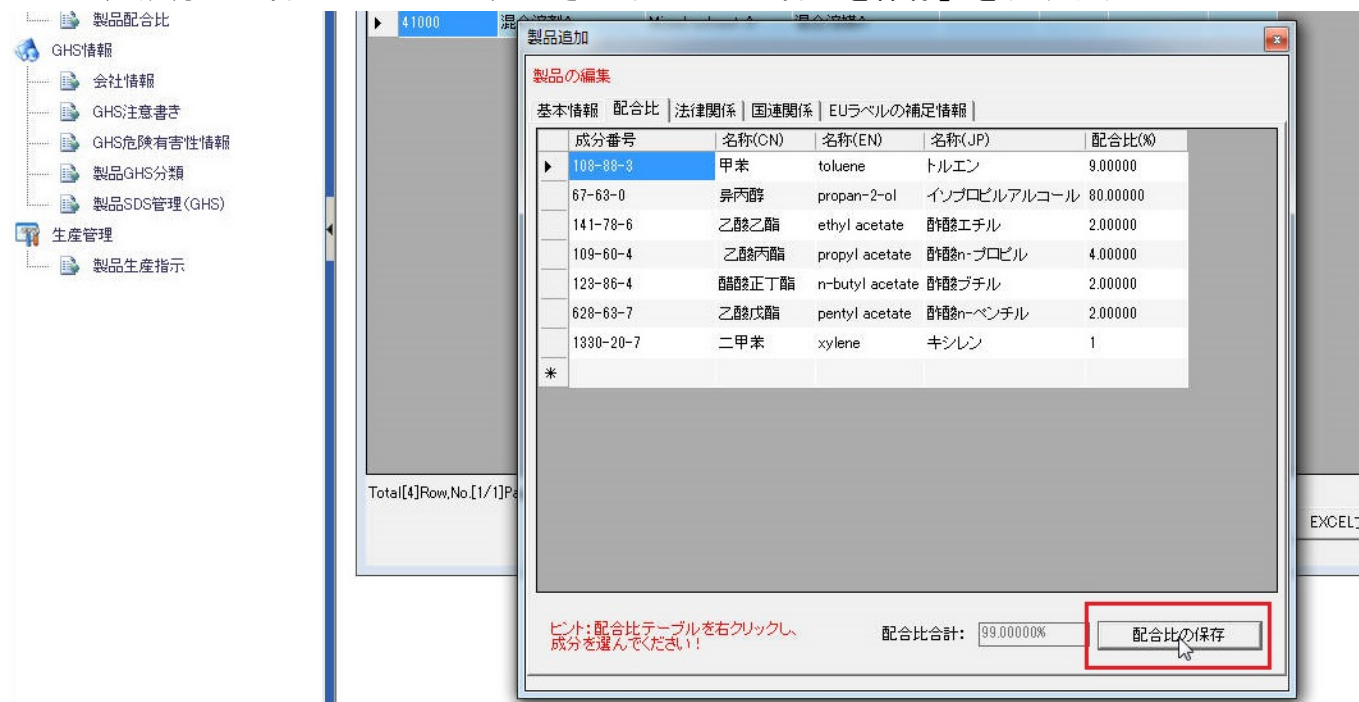 製品配合比
GHS情報
会社情報
GHS注意書き
GHS危険有害性情報
製品GHS分類
製品SDS管理(GHS)
生産管理
製品生産指示
41000
Total[4]Row,No.[1/1]Pa
EXCEL
製品追加
製品の編集
基本情報 配合比 法律関係 国連関係 EUラベルの補足情報
成分番号 名称(CN) 名称(EN) 名称(JP) 配合比(%)
108-88-3 甲苯 toluene トルエン 9.00000
67-63-0 异丙醇 propan-2-ol イソプロピルアルコール 80.00000
141-78-6 乙酸乙酯 ethyl acetate 酢酸エチル 2.00000
109-60-4 乙酸丙酯 propyl acetate 酢酸n-プロピル 4.00000
123-86-4 醋酸正丁酯 n-butyl acetate 酢酸ブチル 2.00000
628-63-7 乙酸戊酯 pentyl acetate 酢酸n-ペンチル 2.00000
1330-20-7 二甲苯 xylene キシレン 1
*
ヒント:配合比テーブルを右クリックし、
成分を選んでください!
配合比合計: 99.00000%
配合比の保存